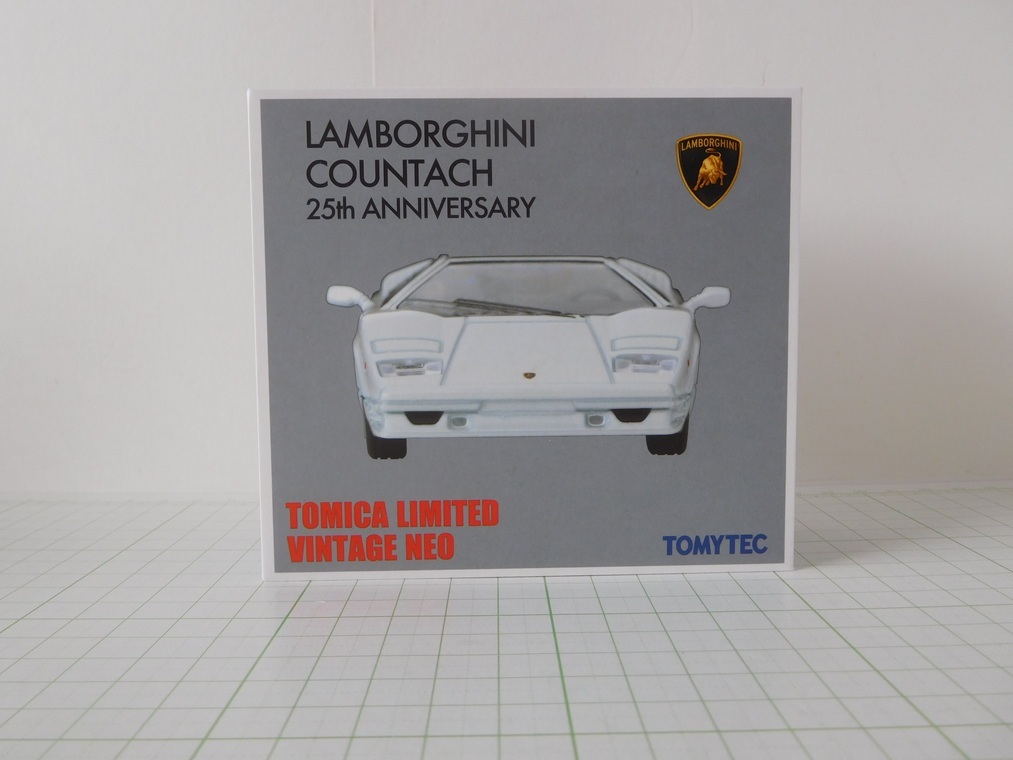 LAMBORGHINI
COUNTACH
25th ANNIVERSARY
LAMBORGHINI
TOMICA LIMITED
VINTAGE NEO
TOMYTEC